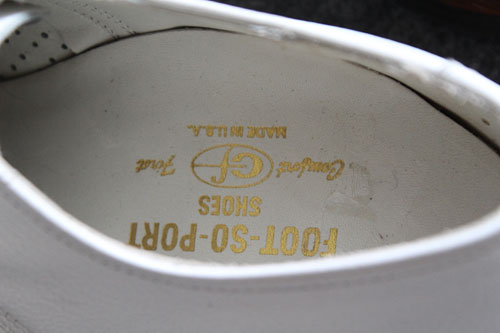 FOOT-SO-PORT
SHOES
Comfort GF First
MADE IN U.S.A.